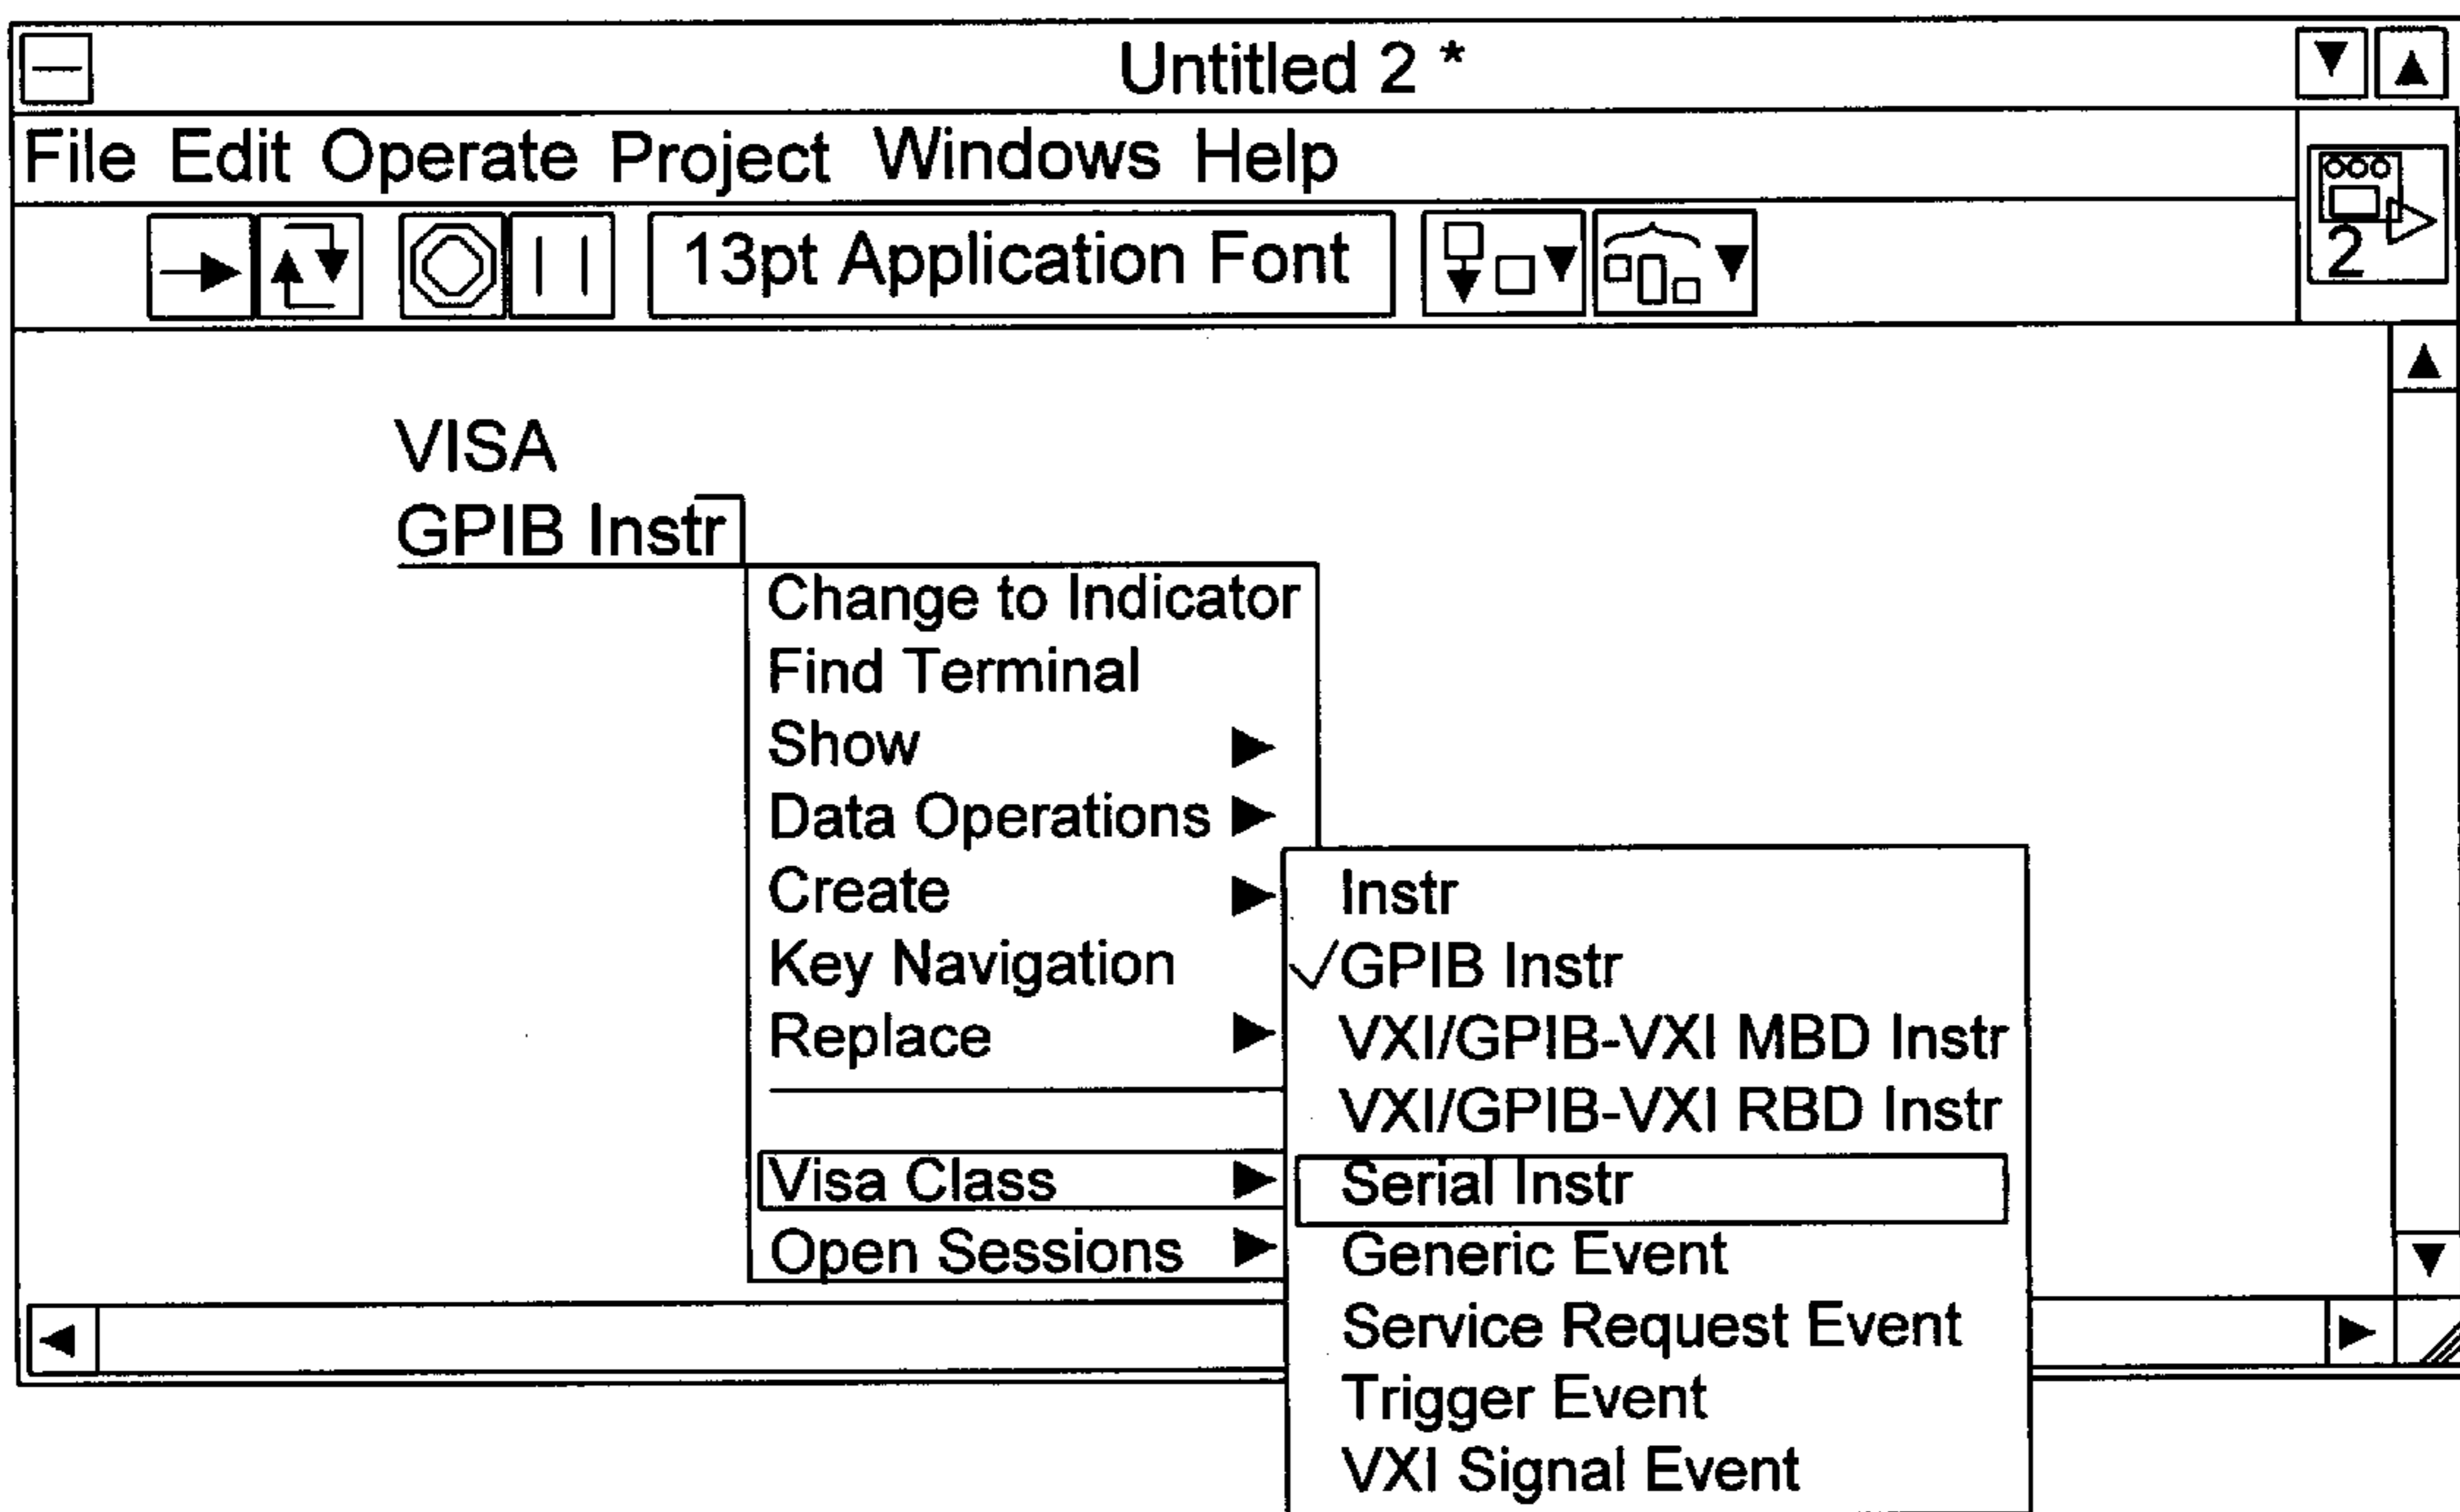 Untitled 2 *
File Edit Operate Project Windows Help
13pt Application Font
2
VISA
GPIB Instr
Change to Indicator
Find Terminal
Show
Data Operations
Create
Key Navigation
Replace
Visa Class
Open Sessions
Instr
✓GPIB Instr
VXI/GPIB-VXI MBD Instr
VXI/GPIB-VXI RBD Instr
Serial Instr
Generic Event
Service Request Event
Trigger Event
VXI Signal Event